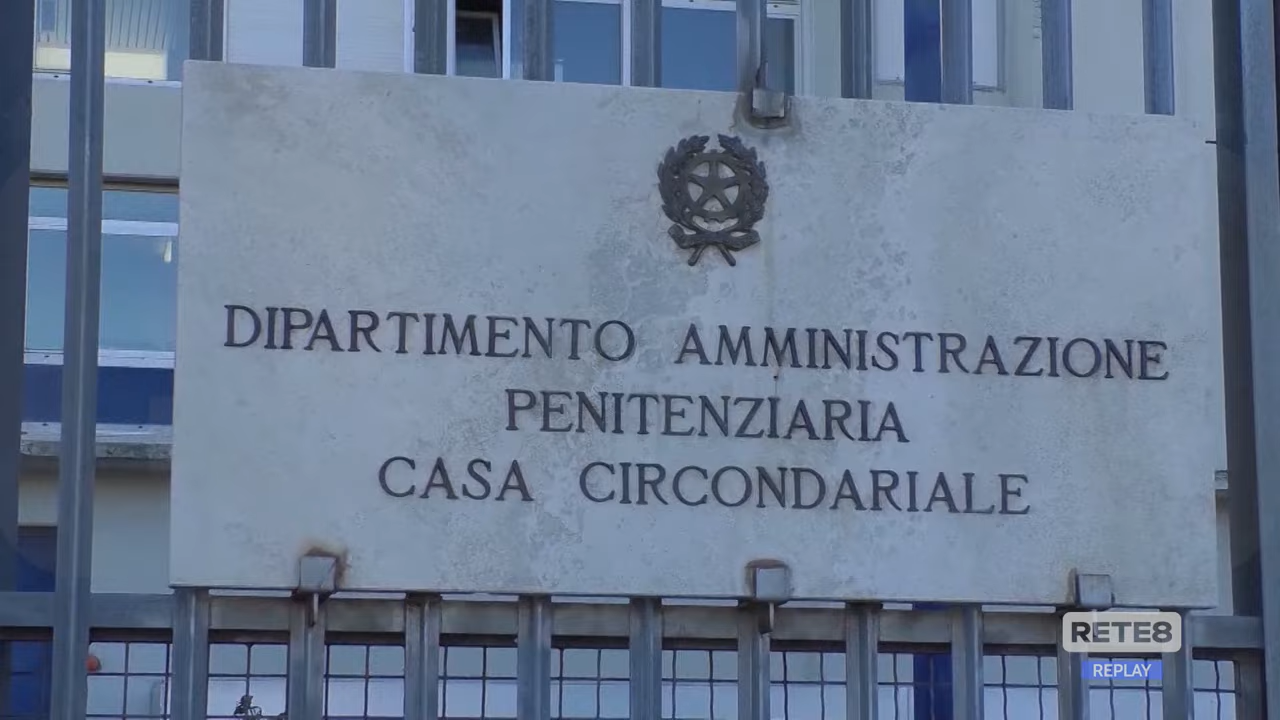 DIPARTIMENTO AMMINISTRAZIONE
PENITENZIARIA
CASA CIRCONDARIALE
RETE8
REPLAY